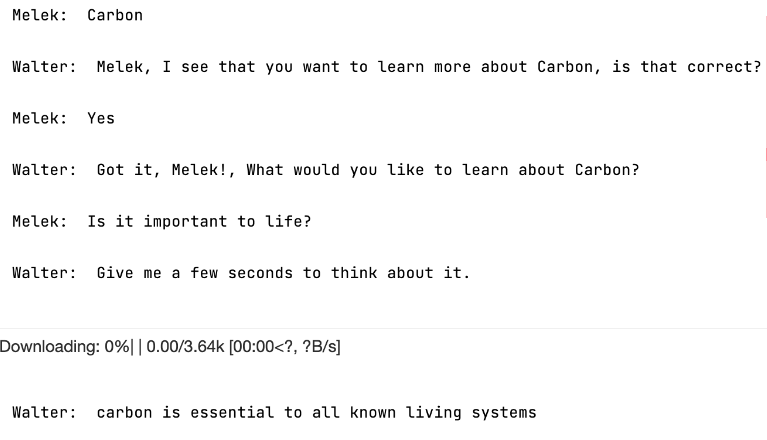 Melek:  Carbon
Walter:  Melek, I see that you want to learn more about Carbon, is that correct?
Melek:  Yes
Walter:  Got it, Melek!, What would you like to learn about Carbon?
Melek:  Is it important to life?
Walter:  Give me a few seconds to think about it.
Downloading: 0%| | 0.00/3.64k [00:00<?, ?B/s]
Walter:  carbon is essential to all known living systems